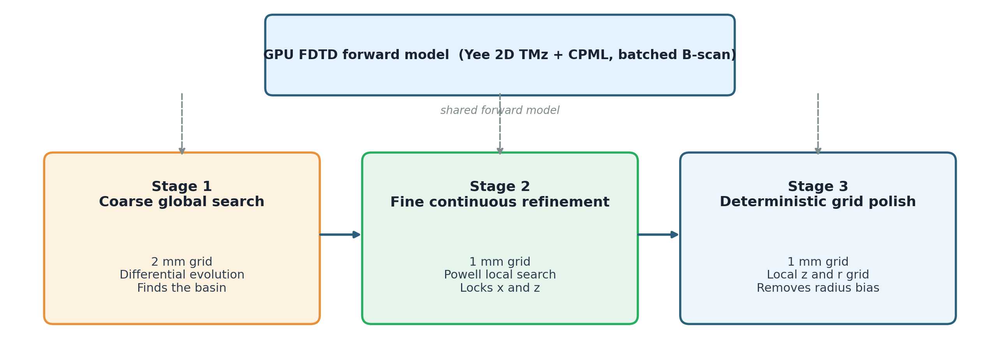 GPU FDTD forward model (Yee 2D TMz + CPML, batched B-scan)
shared forward model
Stage 1
Coarse global search
2 mm grid
Differential evolution
Finds the basin
Stage 2
Fine continuous refinement
1 mm grid
Powell local search
Locks x and z
Stage 3
Deterministic grid polish
1 mm grid
Local z and r grid
Removes radius bias